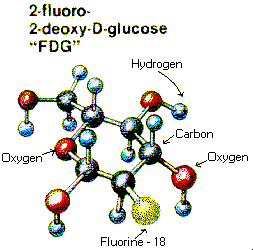 2-fluoro-
2-deoxy-D-glucose
"FDG"
Hydrogen
Carbon
Oxygen
Oxygen
Fluorine - 18